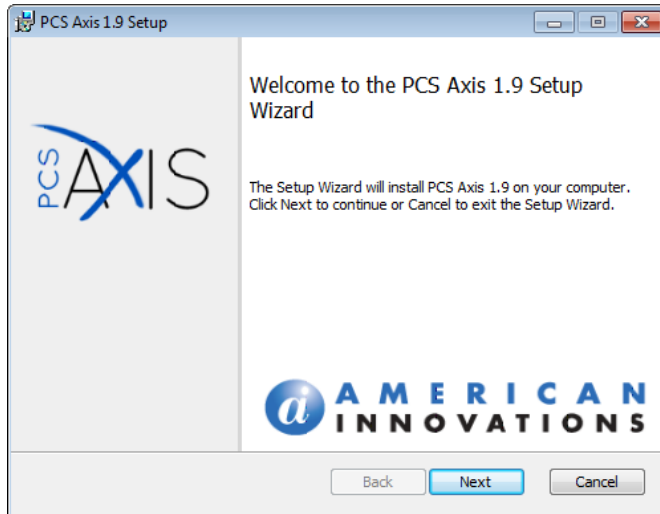 PCS Axis 1.9 Setup
PCS AXIS
Welcome to the PCS Axis 1.9 Setup
Wizard
The Setup Wizard will install PCS Axis 1.9 on your computer.
Click Next to continue or Cancel to exit the Setup Wizard.
a AMERICAN
INNOVATIONS
Back Next Cancel